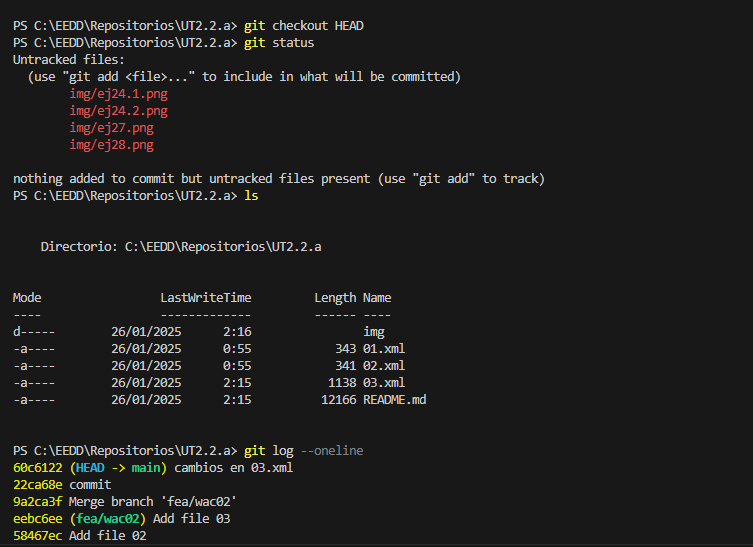 PS C:\EEDD\Repositorios\UT2.2.a> git checkout HEAD
PS C:\EEDD\Repositorios\UT2.2.a> git status
Untracked files:
  (use "git add <file>..." to include in what will be committed)
        img/ej24.1.png
        img/ej24.2.png
        img/ej27.png
        img/ej28.png
nothing added to commit but untracked files present (use "git add" to track)
PS C:\EEDD\Repositorios\UT2.2.a> ls
    Directorio: C:\EEDD\Repositorios\UT2.2.a
Mode                 LastWriteTime         Length Name
----                 -------------         ------ ----
d-----        26/01/2025      2:16                img
-a----        26/01/2025      0:55            343 01.xml
-a----        26/01/2025      0:55            341 02.xml
-a----        26/01/2025      2:15           1138 03.xml
-a----        26/01/2025      2:15          12166 README.md
PS C:\EEDD\Repositorios\UT2.2.a> git log --oneline
60c6122 (HEAD -> main) cambios en 03.xml
22ca68e commit
9a2ca3f Merge branch 'fea/wac02'
eebc6ee (fea/wac02) Add file 03
58467ec Add file 02